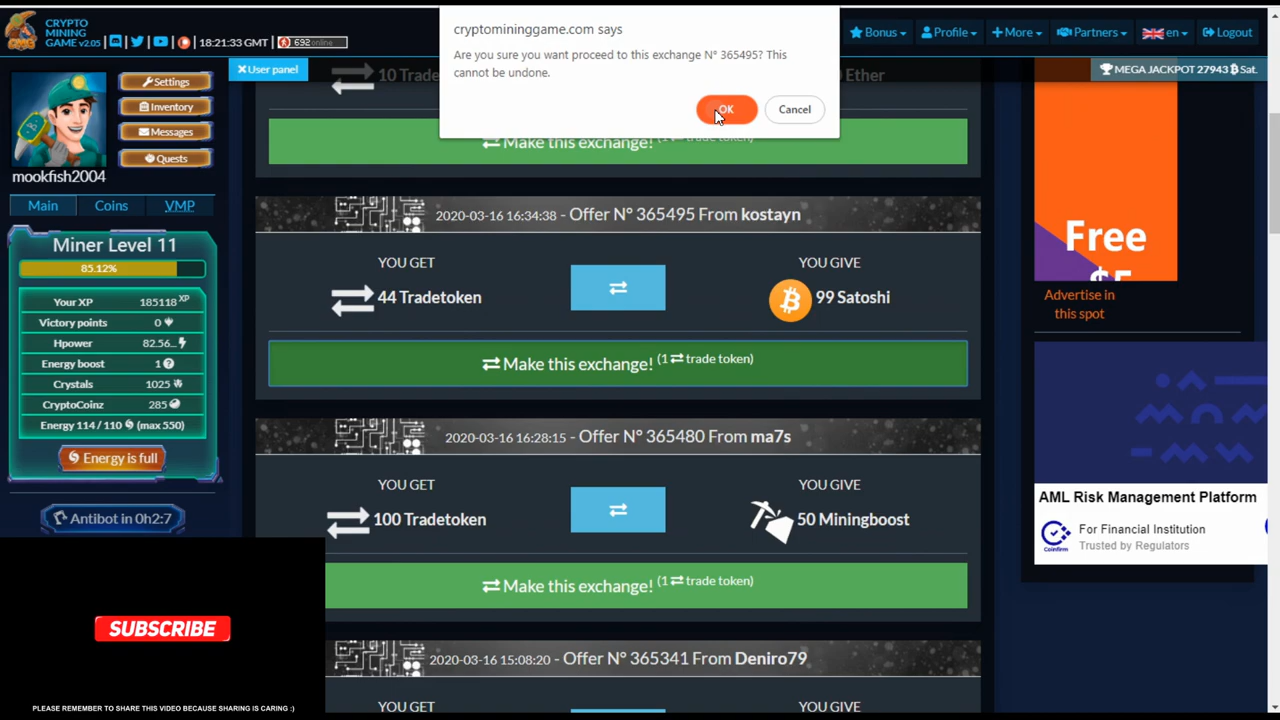 CRYPTO
MINING
GAME v2.05
18:21:33 GMT
692 online
Bonus
Profile
More
Partners
en
Logout
cryptomininggame.com says
Are you sure you want proceed to this exchange N° 365495? This
cannot be undone.
OK
Cancel
MEGA JACKPOT 27943 Sat.
Settings
Inventory
Messages
Quests
mookfish2004
User panel
Main
Coins
VMP
Miner Level 11
85.12%
Your XP 185118 XP
Victory points 0
Hpower 82.56...
Energy boost 1
Crystals 1025
CryptoCoinz 285
Energy 114 / 110 (max 550)
Energy is full
Antibot in 0h2:7
10 Trade
Ether
Make this exchange!
2020-03-16 16:34:38 - Offer N° 365495 From kostayn
YOU GET
YOU GIVE
44 Tradetoken
99 Satoshi
Make this exchange! (1 trade token)
2020-03-16 16:28:15 - Offer N° 365480 From ma7s
YOU GET
YOU GIVE
100 Tradetoken
50 Miningboost
Make this exchange! (1 trade token)
2020-03-16 15:08:20 - Offer N° 365341 From Deniro79
YOU GET
YOU GIVE
Free
$5
Advertise in
this spot
AML Risk Management Platform
Coinfirm
For Financial Institution
Trusted by Regulators
SUBSCRIBE
PLEASE REMEMBER TO SHARE THIS VIDEO BECAUSE SHARING IS CARING :)